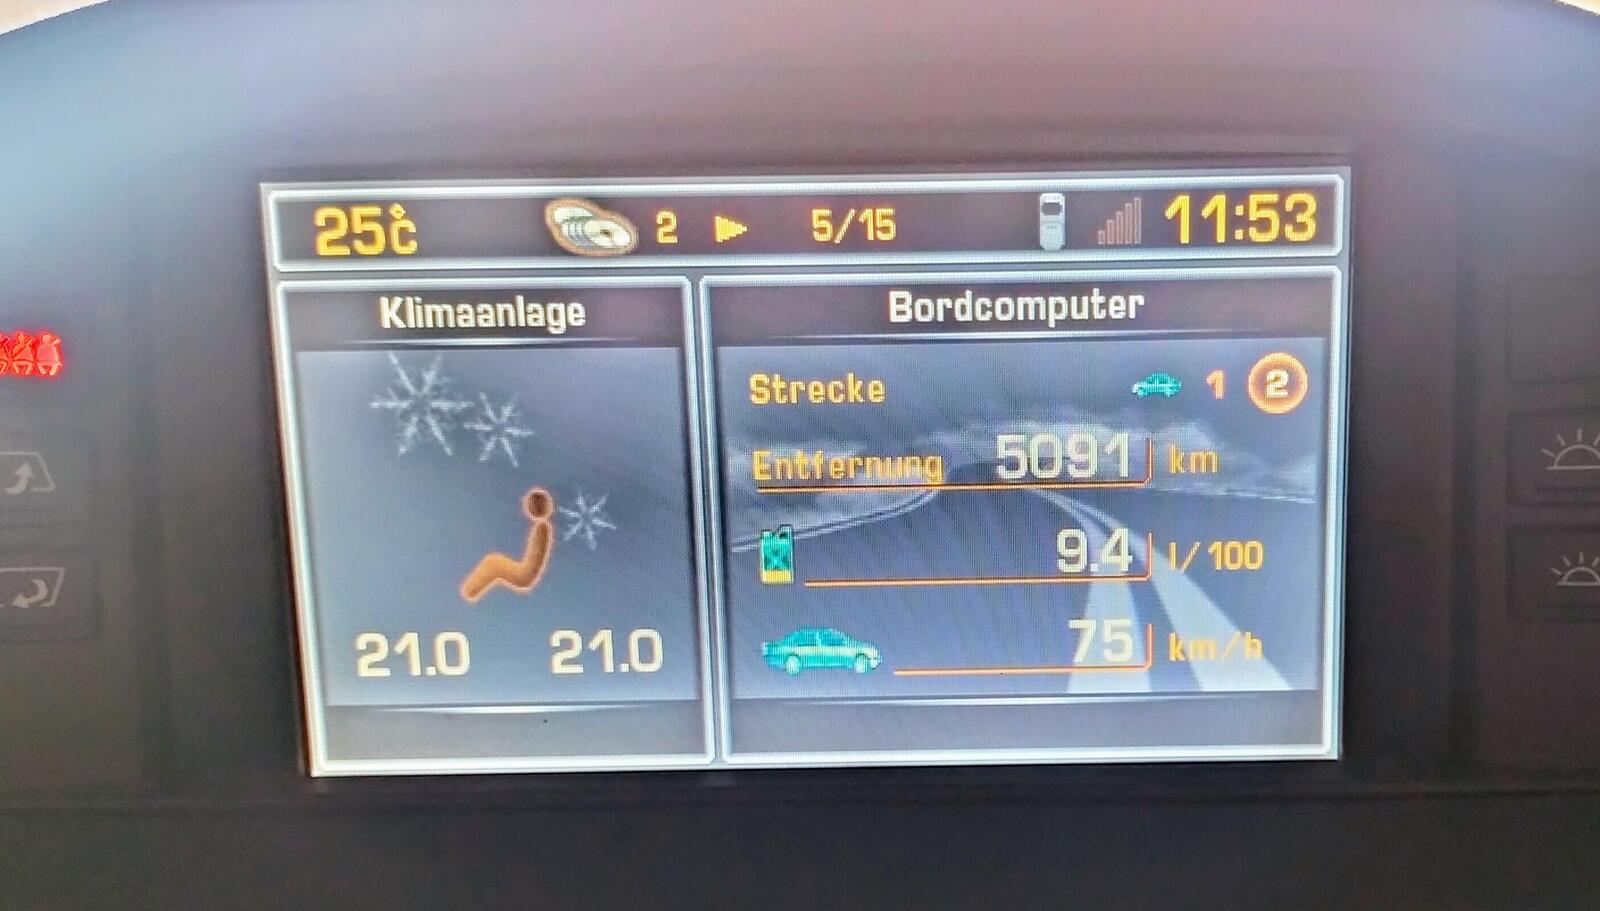 25°C 2 5/15 11:53
Klimaanlage
21.0 21.0
Bordcomputer
Strecke 1 2
Entfernung 5091 km
9.4 l/100
75 km/h